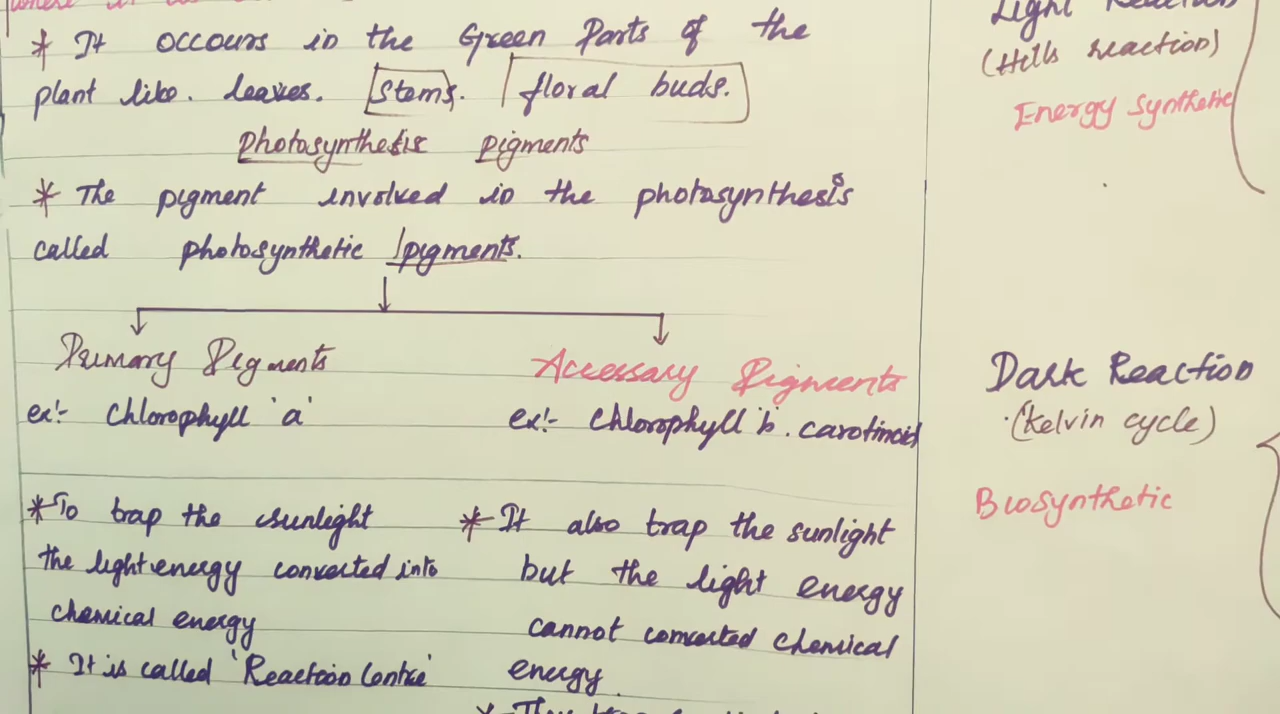 where
* It occours in the Green Parts of the
plant like. leaves. stems. floral buds.
photosynthesis pigments
* The pigment involved in the photosynthesis
called photosynthetic pigments.
Primary Pigments
ex:- chlorophyll 'a'
* To trap the sunlight
the light energy converted into
chemical energy
* It is called 'Reaction Centre'
Accessary Pigments
ex:- chlorophyll 'b'. carotinoid
* It also trap the sunlight
but the light energy
cannot converted chemical
energy.
Light Reaction
(Hills reaction)
Energy synthetic
Dark Reaction
(Kelvin cycle)
Biosynthetic